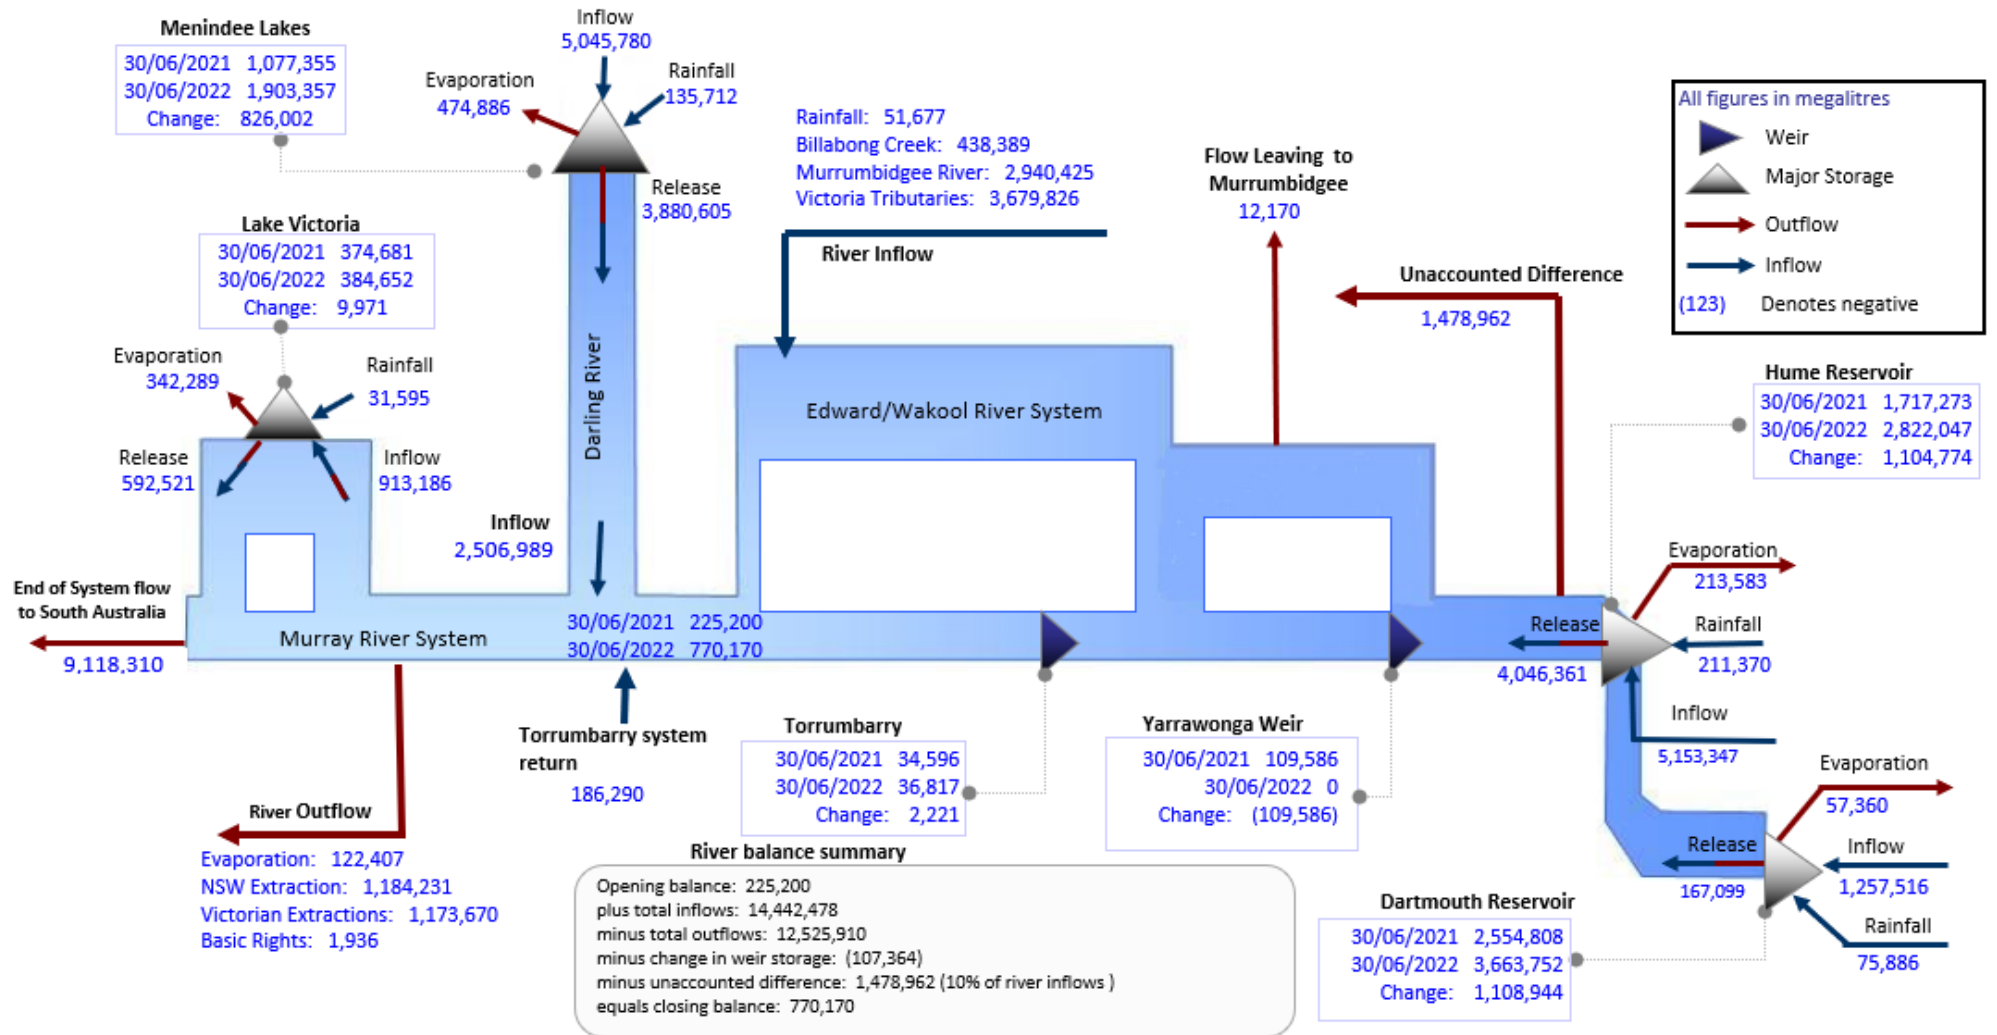 Menindee Lakes
30/06/2021 1,077,355
30/06/2022 1,903,357
Change: 826,002
Inflow
5,045,780
Evaporation
474,886
Rainfall
135,712
Release
3,880,605
Rainfall: 51,677
Billabong Creek: 438,389
Murrumbidgee River: 2,940,425
Victoria Tributaries: 3,679,826
River Inflow
Flow Leaving to
Murrumbidgee
12,170
Unaccounted Difference
1,478,962
All figures in megalitres
Weir
Major Storage
Outflow
Inflow
(123) Denotes negative
Lake Victoria
30/06/2021 374,681
30/06/2022 384,652
Change: 9,971
Evaporation
342,289
Rainfall
31,595
Release
592,521
Inflow
913,186
Darling River
Edward/Wakool River System
Hume Reservoir
30/06/2021 1,717,273
30/06/2022 2,822,047
Change: 1,104,774
Inflow
2,506,989
Evaporation
213,583
Rainfall
211,370
Release
4,046,361
Inflow
5,153,347
End of System flow
to South Australia
9,118,310
Murray River System
30/06/2021 225,200
30/06/2022 770,170
Torrumbarry system
return
186,290
Torrumbarry
30/06/2021 34,596
30/06/2022 36,817
Change: 2,221
Yarrawonga Weir
30/06/2021 109,586
30/06/2022 0
Change: (109,586)
Evaporation
57,360
Release
167,099
Inflow
1,257,516
Rainfall
75,886
Dartmouth Reservoir
30/06/2021 2,554,808
30/06/2022 3,663,752
Change: 1,108,944
River Outflow
Evaporation: 122,407
NSW Extraction: 1,184,231
Victorian Extractions: 1,173,670
Basic Rights: 1,936
River balance summary
Opening balance: 225,200
plus total inflows: 14,442,478
minus total outflows: 12,525,910
minus change in weir storage: (107,364)
minus unaccounted difference: 1,478,962 (10% of river inflows )
equals closing balance: 770,170